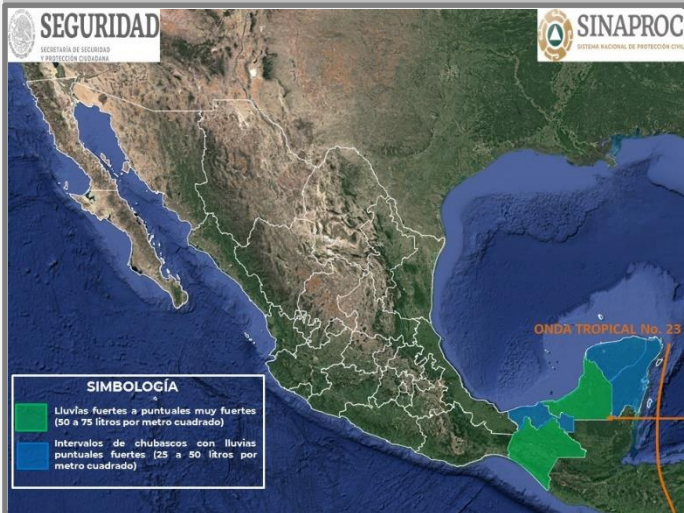 SEGURIDAD
SECRETARÍA DE SEGURIDAD
Y PROTECCIÓN CIUDADANA
SINAPROC
SISTEMA NACIONAL DE PROTECCIÓN CIVIL
ONDA TROPICAL No. 23
SIMBOLOGÍA
Lluvias fuertes a puntuales muy fuertes
(50 a 75 litros por metro cuadrado)
Intervalos de chubascos con lluvias
puntuales fuertes (25 a 50 litros por
metro cuadrado)